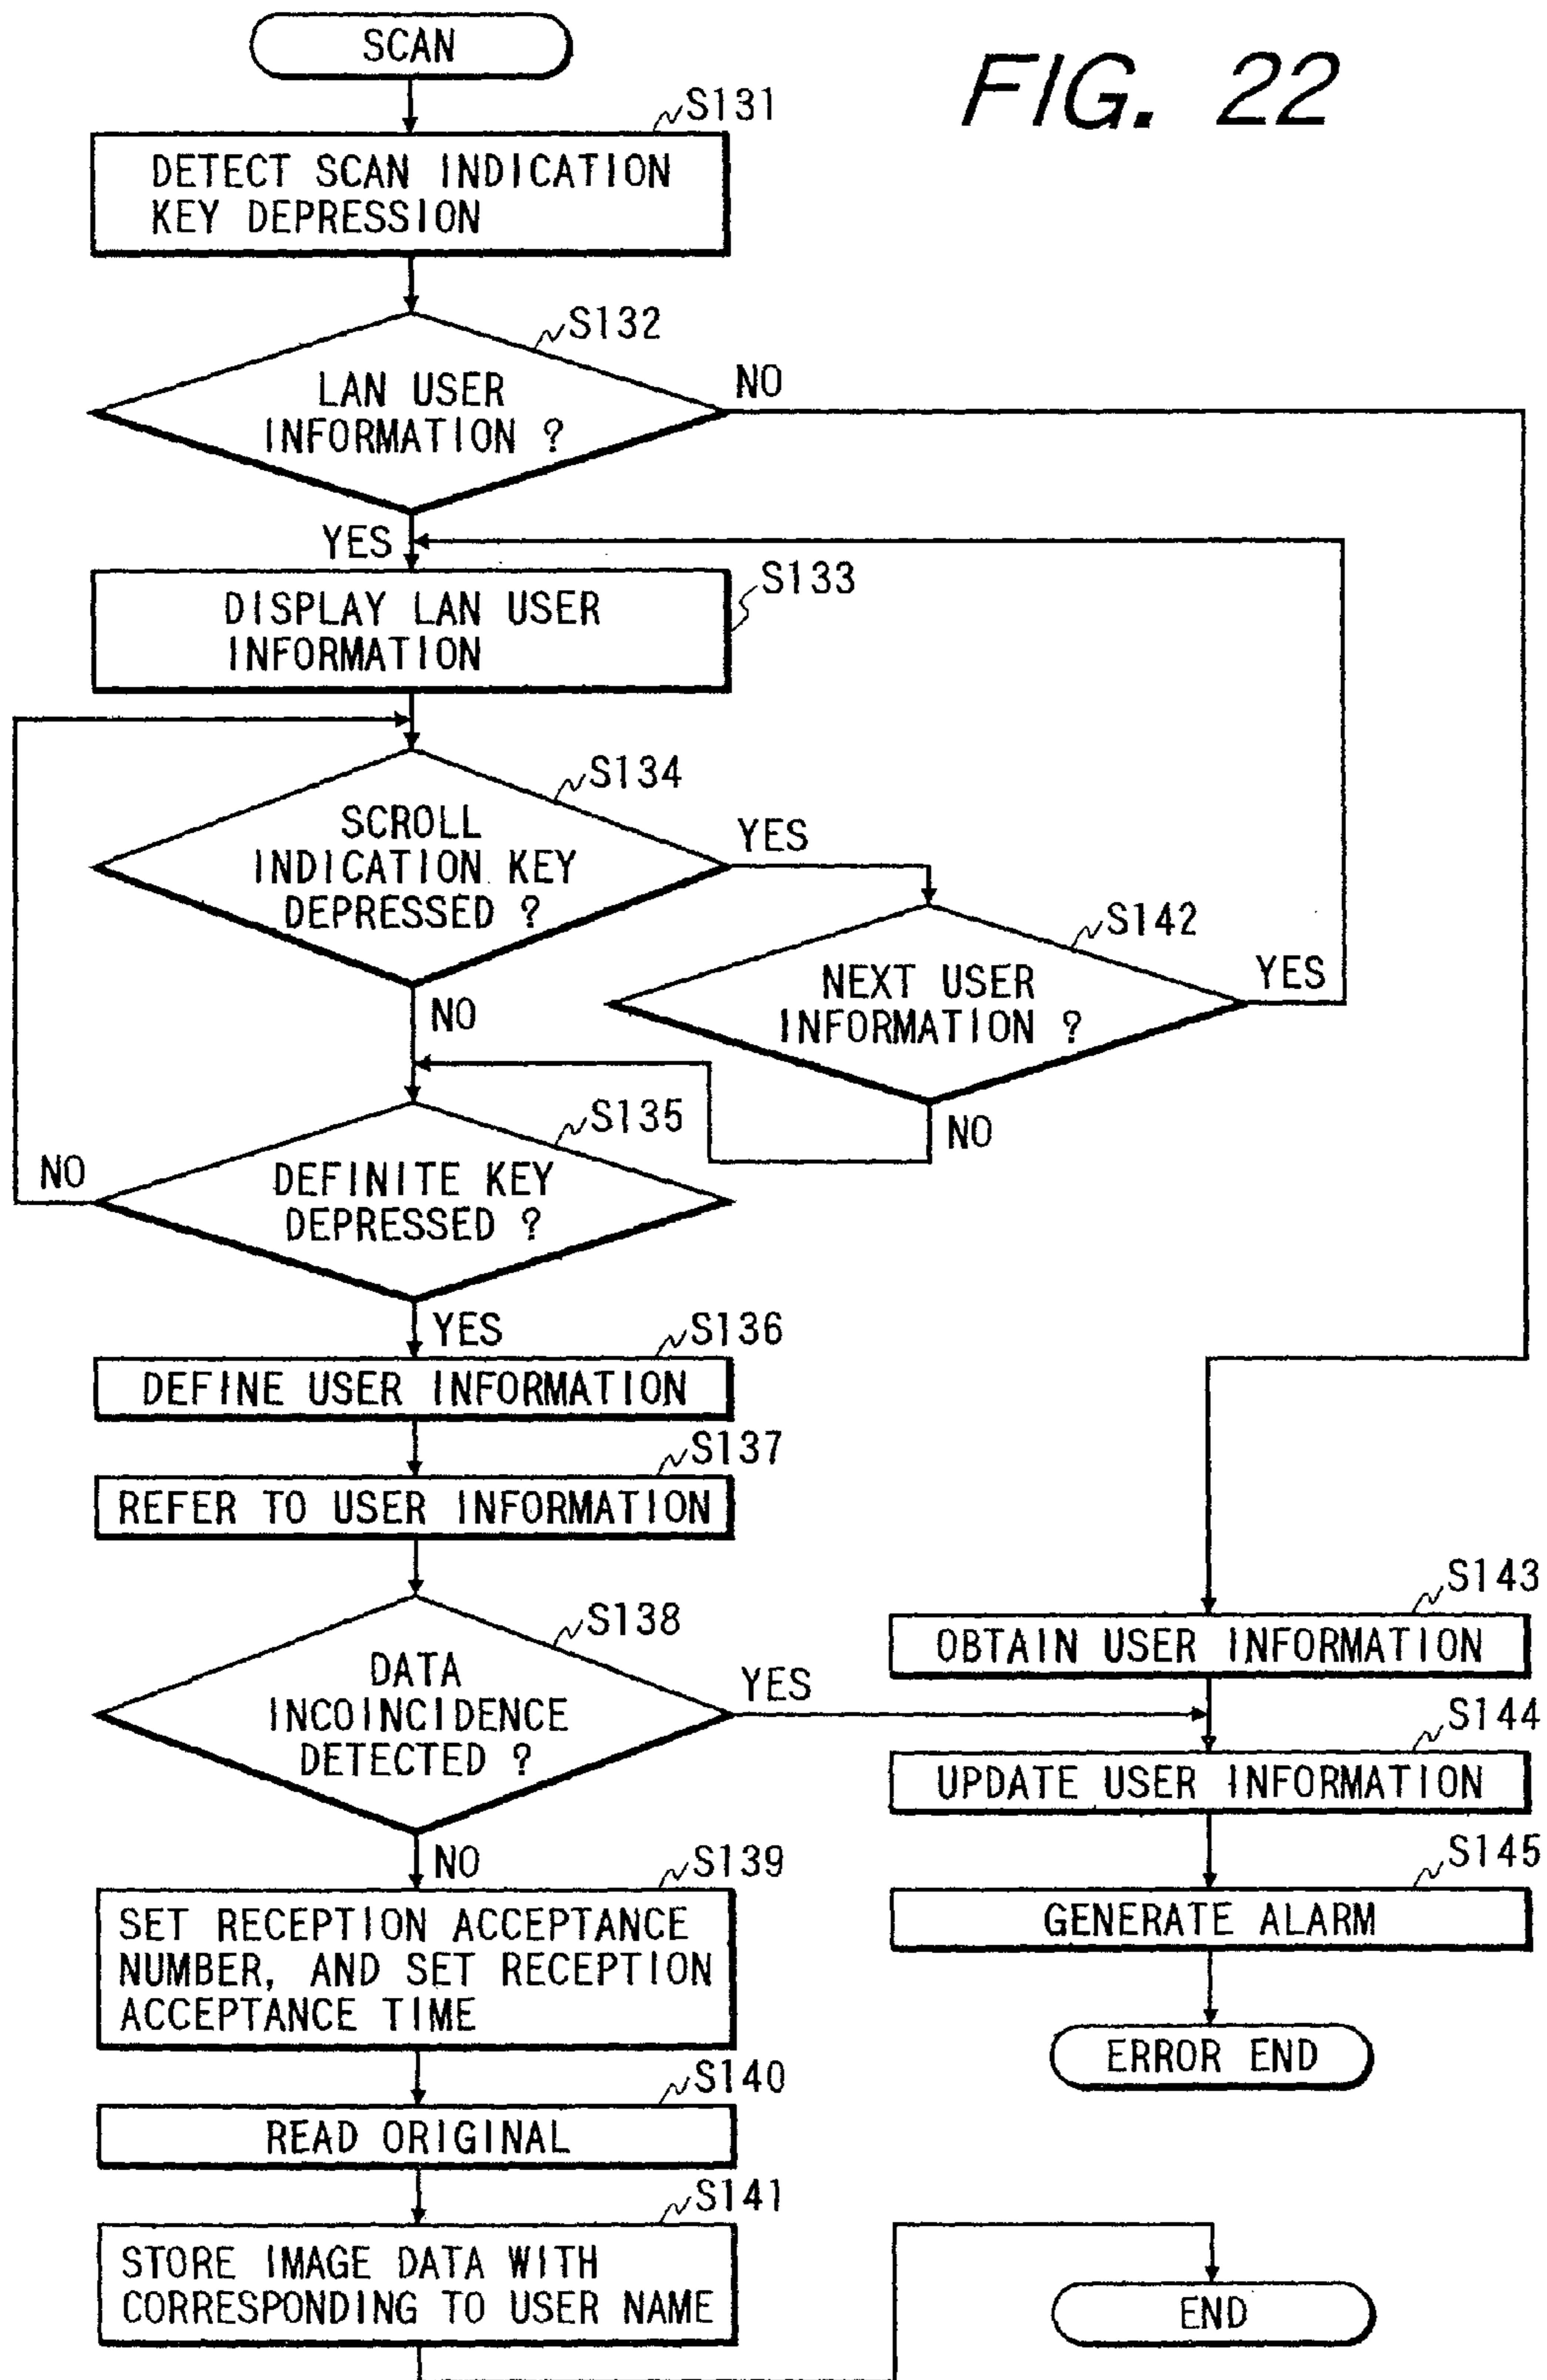 FIG. 22
SCAN
S131
DETECT SCAN INDICATION
KEY DEPRESSION
S132
LAN USER
INFORMATION ?
NO
YES
S133
DISPLAY LAN USER
INFORMATION
S134
SCROLL
INDICATION KEY
DEPRESSED ?
YES
NO
S142
NEXT USER
INFORMATION ?
YES
NO
S135
DEFINITE KEY
DEPRESSED ?
NO
YES
S136
DEFINE USER INFORMATION
S137
REFER TO USER INFORMATION
S138
DATA
INCOINCIDENCE
DETECTED ?
YES
NO
S143
OBTAIN USER INFORMATION
S144
UPDATE USER INFORMATION
S145
GENERATE ALARM
ERROR END
S139
SET RECEPTION ACCEPTANCE
NUMBER, AND SET RECEPTION
ACCEPTANCE TIME
S140
READ ORIGINAL
S141
STORE IMAGE DATA WITH
CORRESPONDING TO USER NAME
END